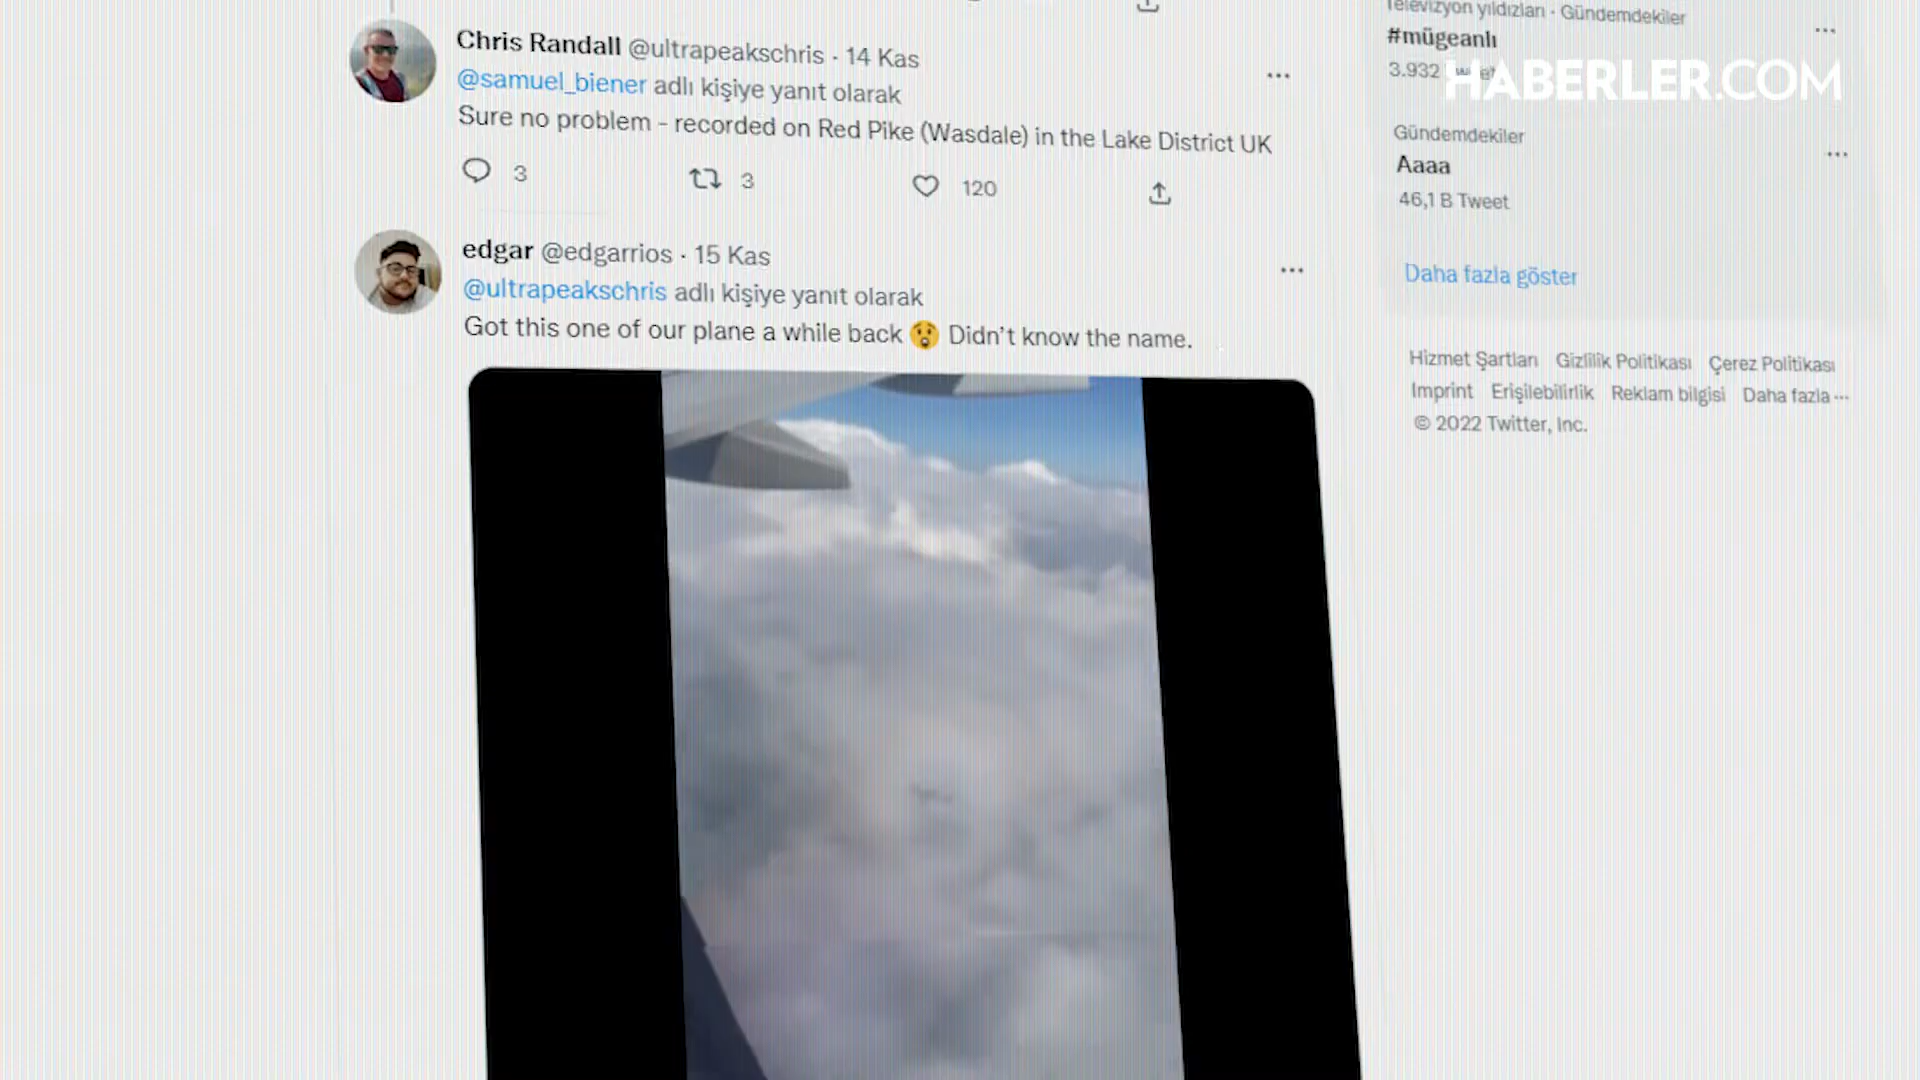 Chris Randall @ultrapeakschris · 14 Kas
@samuel_biener adlı kişiye yanıt olarak
Sure no problem - recorded on Red Pike (Wasdale) in the Lake District UK
3 3 120
edgar @edgarrios · 15 Kas
@ultrapeakschris adlı kişiye yanıt olarak
Got this one of our plane a while back 😲 Didn't know the name.
Televizyon yıldızları · Gündemdekiler
#mügeanlı
3.932
HABERLER.COM
Gündemdekiler
Aaaa
46,1 B Tweet
Daha fazla göster
Hizmet Şartları Gizlilik Politikası Çerez Politikası
Imprint Erişilebilirlik Reklam bilgisi Daha fazla ···
© 2022 Twitter, Inc.